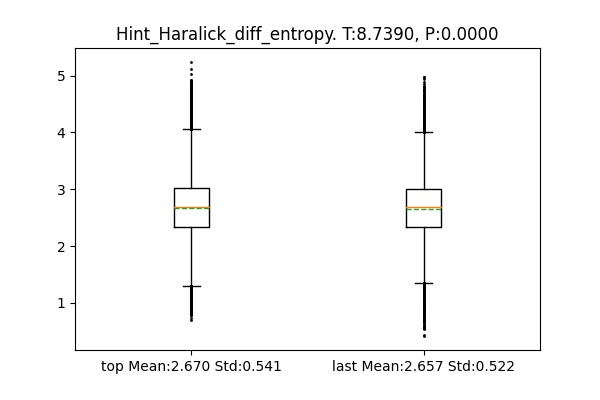 Hint_Haralick_diff_entropy. T:8.7390, P:0.0000
5
4
3
2
1
top Mean:2.670 Std:0.541
last Mean:2.657 Std:0.522